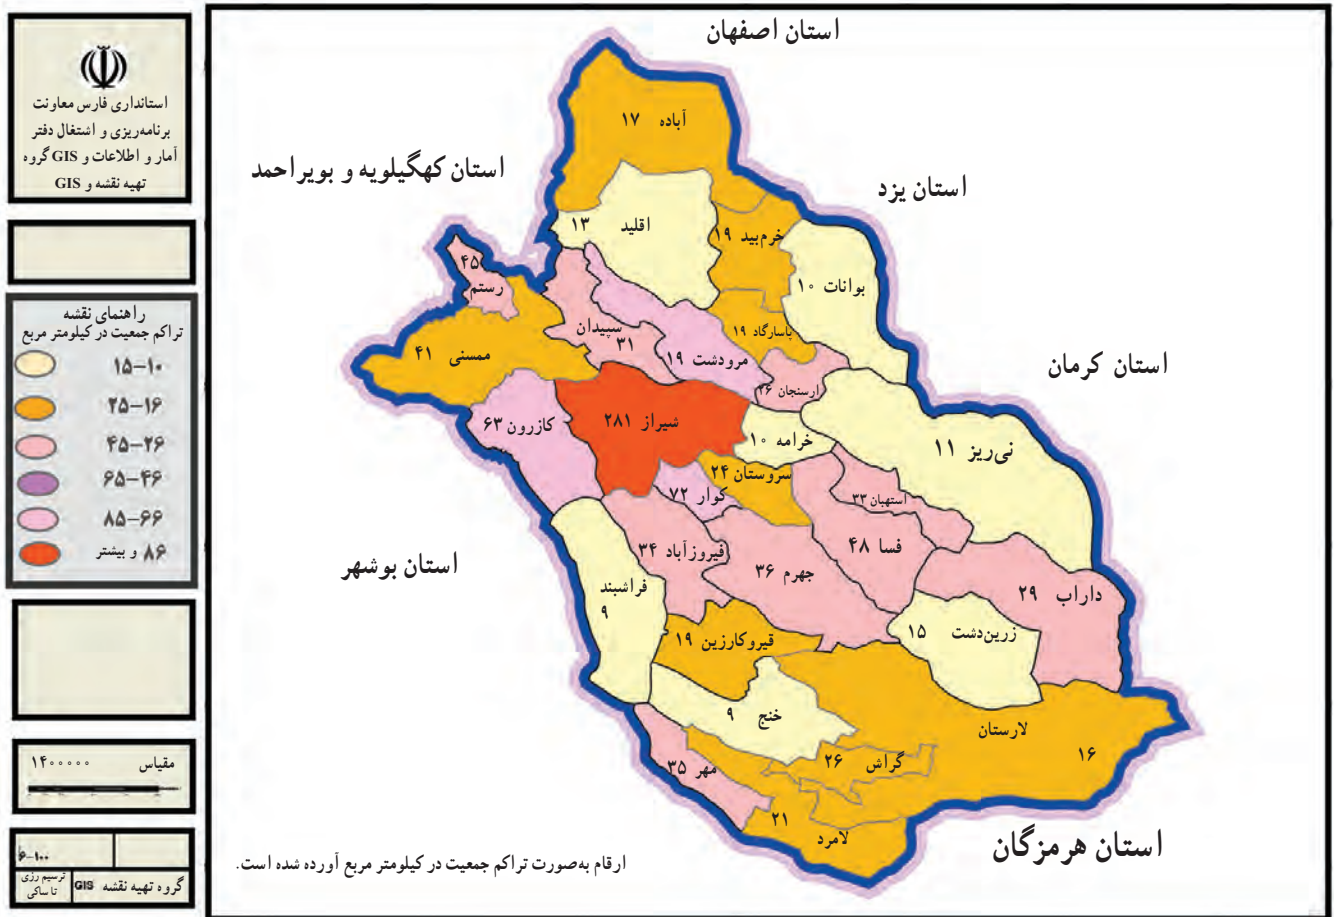 استانداری فارس معاونت
برنامه‌ریزی و اشتغال دفتر
آمار و اطلاعات و GIS گروه
تهیه نقشه و GIS
راهنمای نقشه
تراکم جمعیت در کیلومتر مربع
۱۰–۱۵
۱۶–۲۵
۲۶–۴۵
۴۶–۶۵
۶۶–۸۵
۸۶ و بیشتر
مقیاس ۱۴۰۰۰۰۰
۶-۱۰۰
گروه تهیه نقشه GIS
ترسیم رزی
تا ساکی
استان اصفهان
استان کهگیلویه و بویراحمد
استان یزد
استان کرمان
استان بوشهر
استان هرمزگان
آباده ۱۷
اقلید ۱۳
خرم‌بید ۱۹
بوانات ۱۰
۴۵
رستم
سپیدان
۳۱
پاسارگاد ۱۹
ممسنی ۴۱
مرودشت ۱۹
ارسنجان ۲۶
کازرون ۶۳
شیراز ۲۸۱
خرامه ۱۰
نی‌ریز ۱۱
سروستان ۲۴
کوار ۷۲
استهبان ۳۳
فسا ۴۸
فیروزآباد ۳۴
جهرم ۳۶
داراب ۲۹
فراشبند
۹
قیروکارزین ۱۹
زرین‌دشت ۱۵
خنج ۹
لارستان
۱۶
گراش ۲۶
مهر ۳۵
۲۱
لامرد
ارقام به‌صورت تراکم جمعیت در کیلومتر مربع آورده شده است.